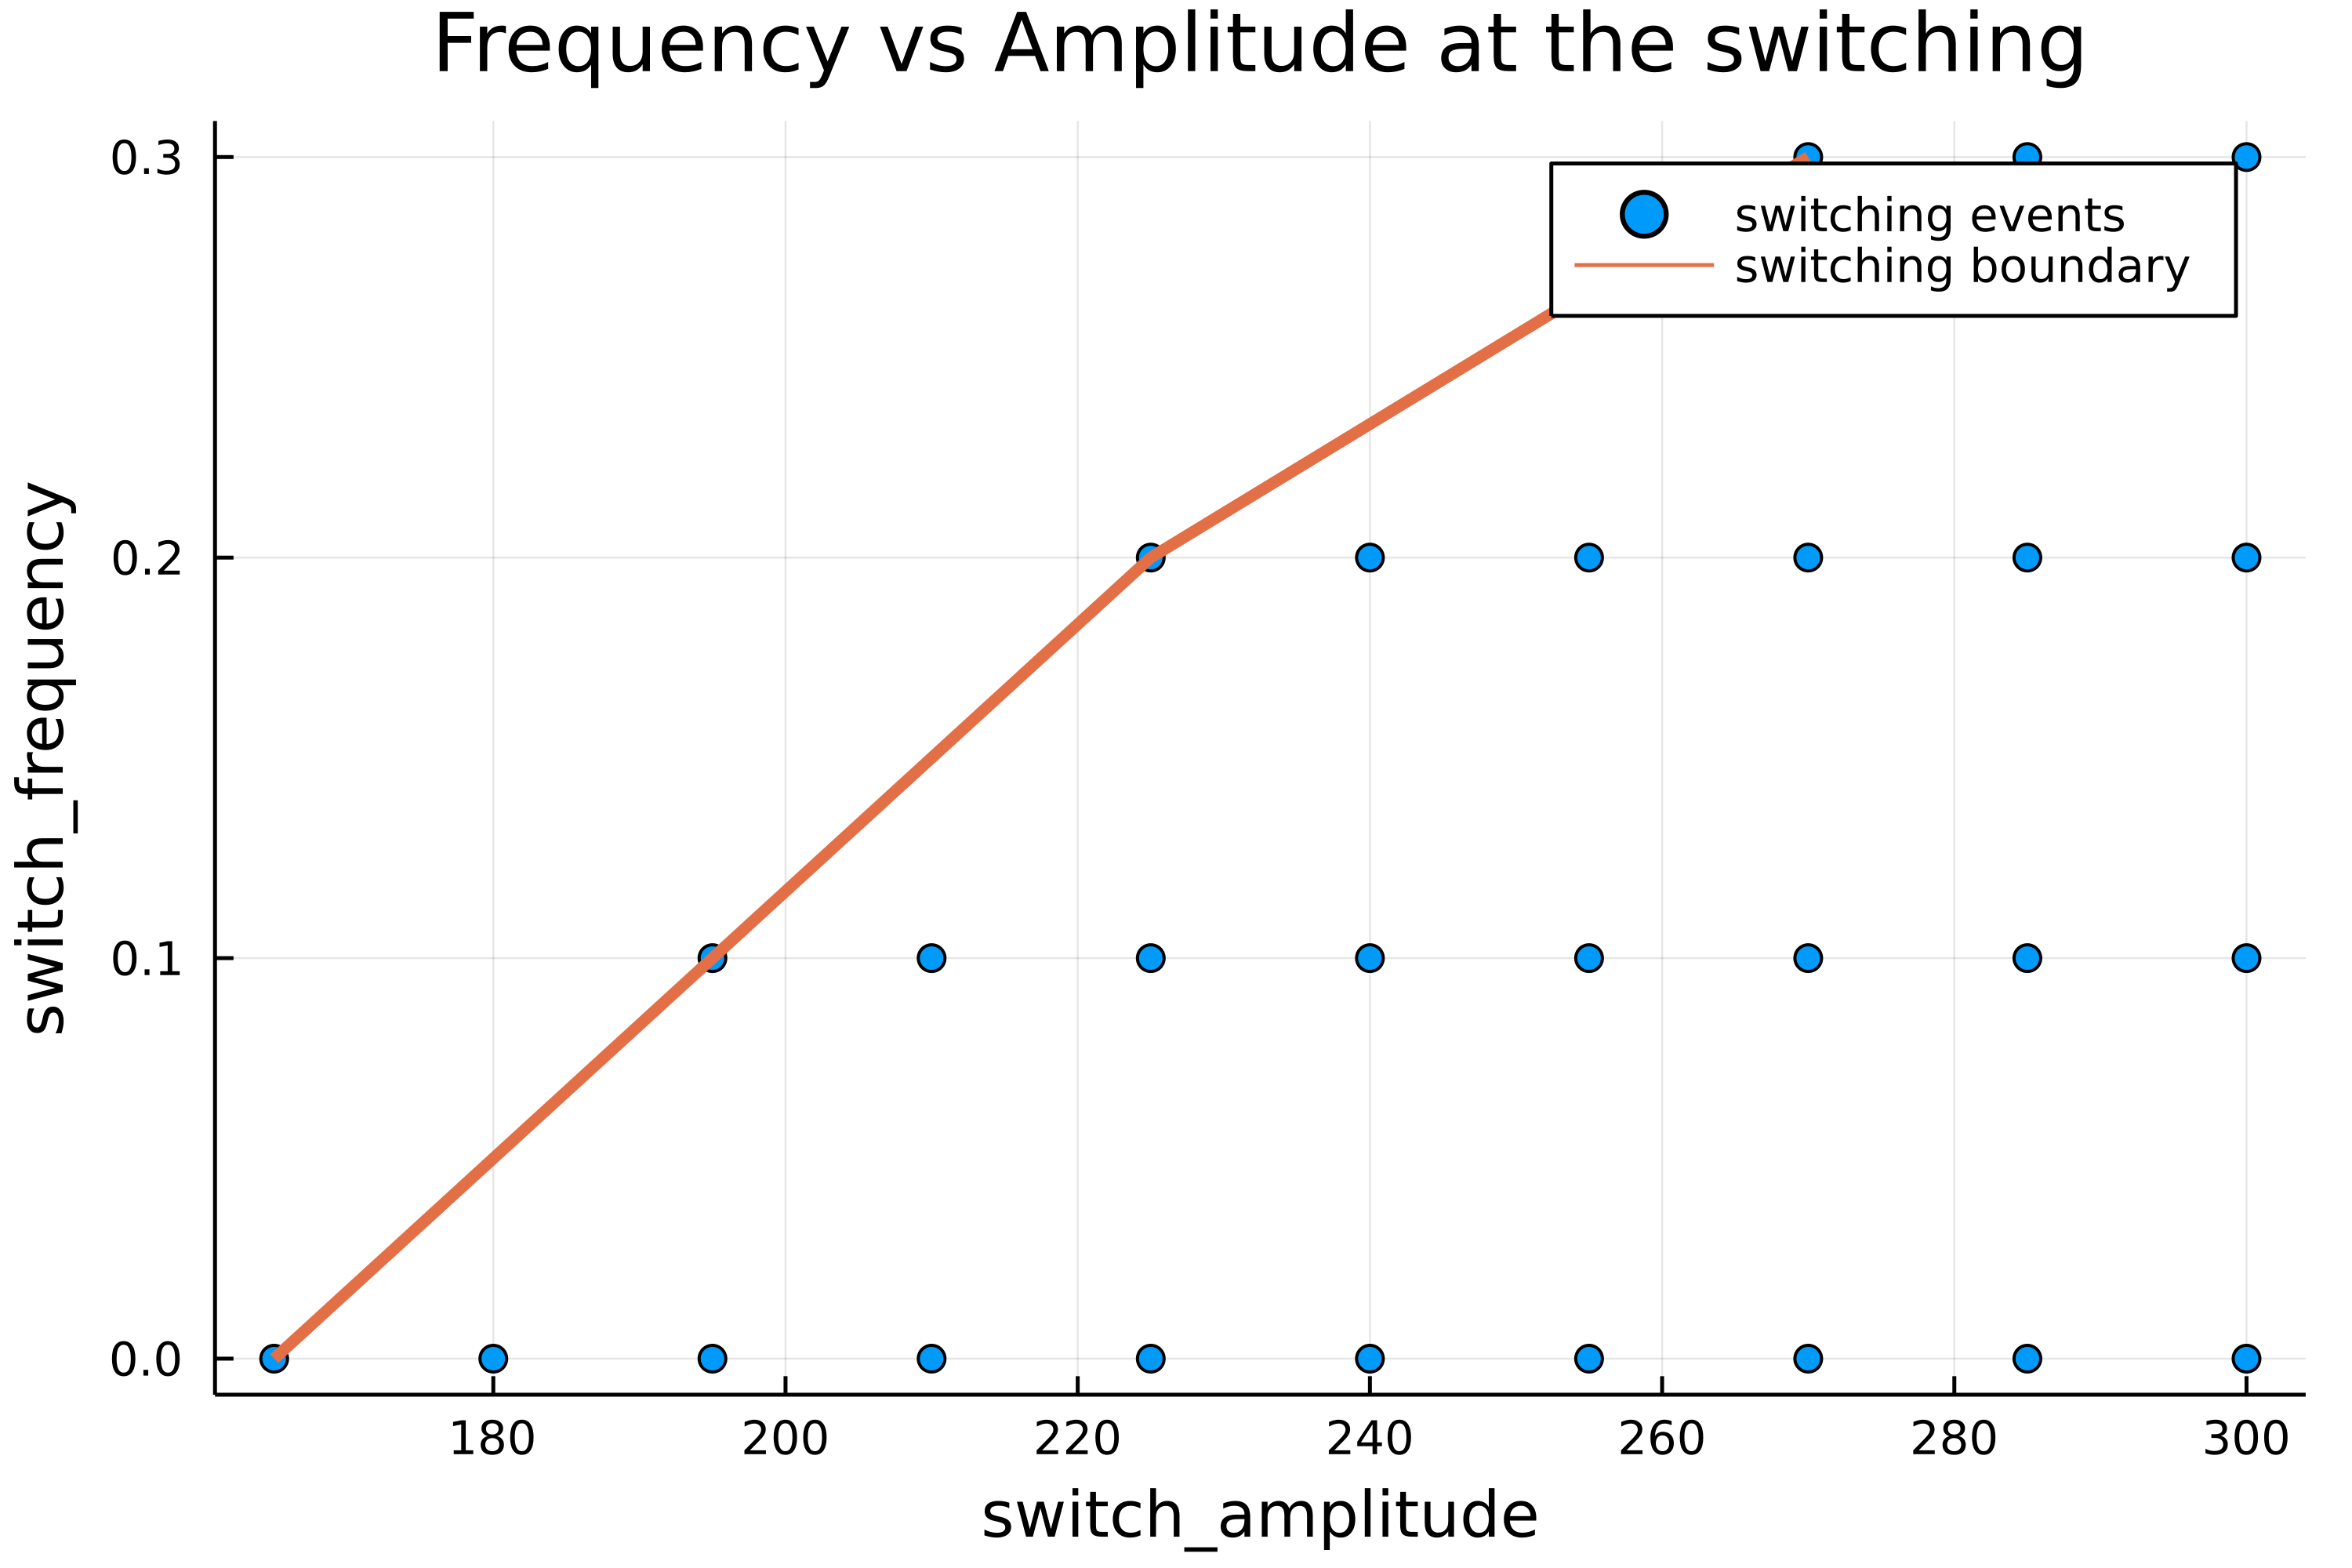 Frequency vs Amplitude at the switching
switch_frequency
0.3
0.2
0.1
0.0
switching events
switching boundary
180 200 220 240 260 280 300
switch_amplitude